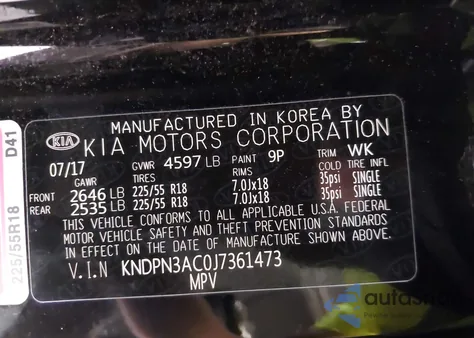 MANUFACTURED IN KOREA BY
KIA KIA MOTORS CORPORATION
07/17 GVWR 4597 LB PAINT 9P TRIM WK
GAWR TIRES RIMS COLD TIRE INFL
FRONT 2646 LB 225/55 R18 7.0Jx18 35psi SINGLE
REAR 2535 LB 225/55 R18 7.0Jx18 35psi SINGLE
THIS VEHICLE CONFORMS TO ALL APPLICABLE U.S.A. FEDERAL
MOTOR VEHICLE SAFETY AND THEFT PREVENTION STANDARDS
IN EFFECT ON THE DATE OF MANUFACTURE SHOWN ABOVE.
V.I.N KNDPN3AC0J7361473
MPV
D41
225/55R18